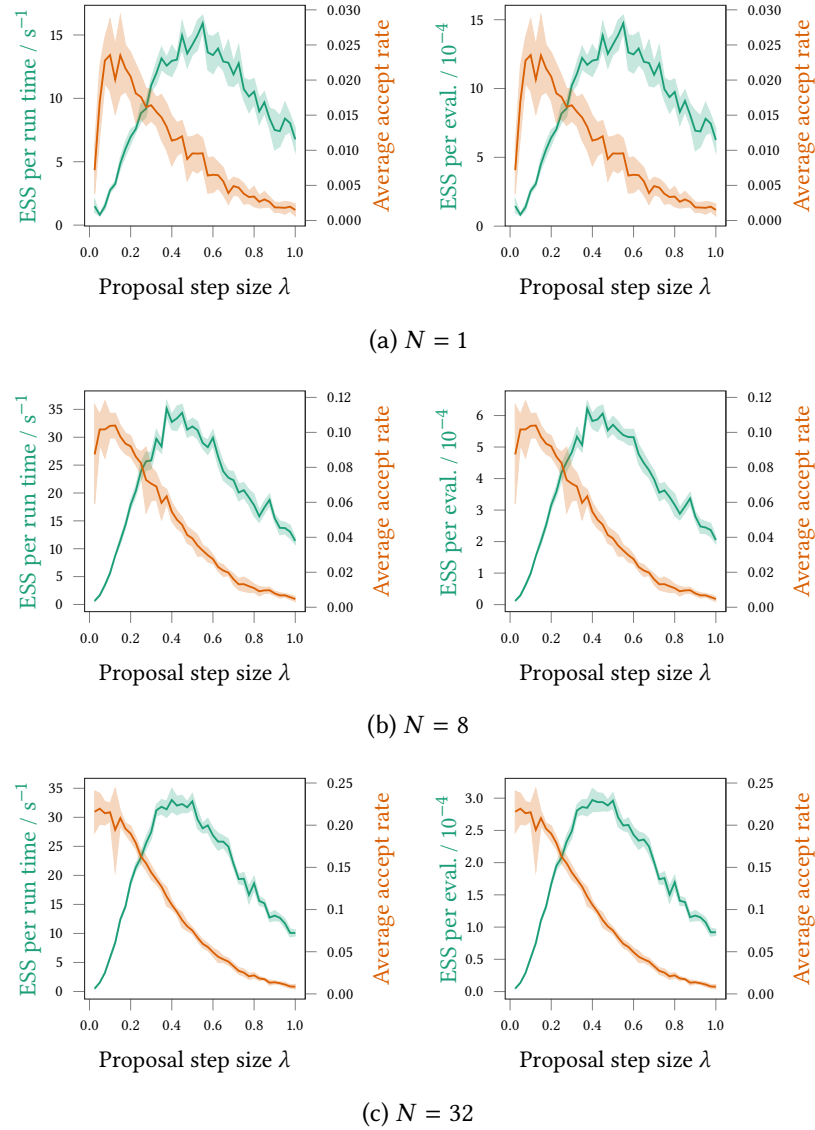 ESS per run time / s⁻¹
15
10
5
0
0.030
0.025
0.020
0.015
0.010
0.005
0.000
Average accept rate
0.0 0.2 0.4 0.6 0.8 1.0
Proposal step size λ
ESS per eval. / 10⁻⁴
15
10
5
0
0.030
0.025
0.020
0.015
0.010
0.005
0.000
Average accept rate
0.0 0.2 0.4 0.6 0.8 1.0
Proposal step size λ
(a) N = 1
ESS per run time / s⁻¹
35
30
25
20
15
10
5
0
0.12
0.10
0.08
0.06
0.04
0.02
0.00
Average accept rate
0.0 0.2 0.4 0.6 0.8 1.0
Proposal step size λ
ESS per eval. / 10⁻⁴
6
5
4
3
2
1
0
0.12
0.10
0.08
0.06
0.04
0.02
0.00
Average accept rate
0.0 0.2 0.4 0.6 0.8 1.0
Proposal step size λ
(b) N = 8
ESS per run time / s⁻¹
35
30
25
20
15
10
5
0
0.25
0.20
0.15
0.10
0.05
0.00
Average accept rate
0.0 0.2 0.4 0.6 0.8 1.0
Proposal step size λ
ESS per eval. / 10⁻⁴
3.0
2.5
2.0
1.5
1.0
0.5
0.0
0.25
0.20
0.15
0.10
0.05
0.00
Average accept rate
0.0 0.2 0.4 0.6 0.8 1.0
Proposal step size λ
(c) N = 32